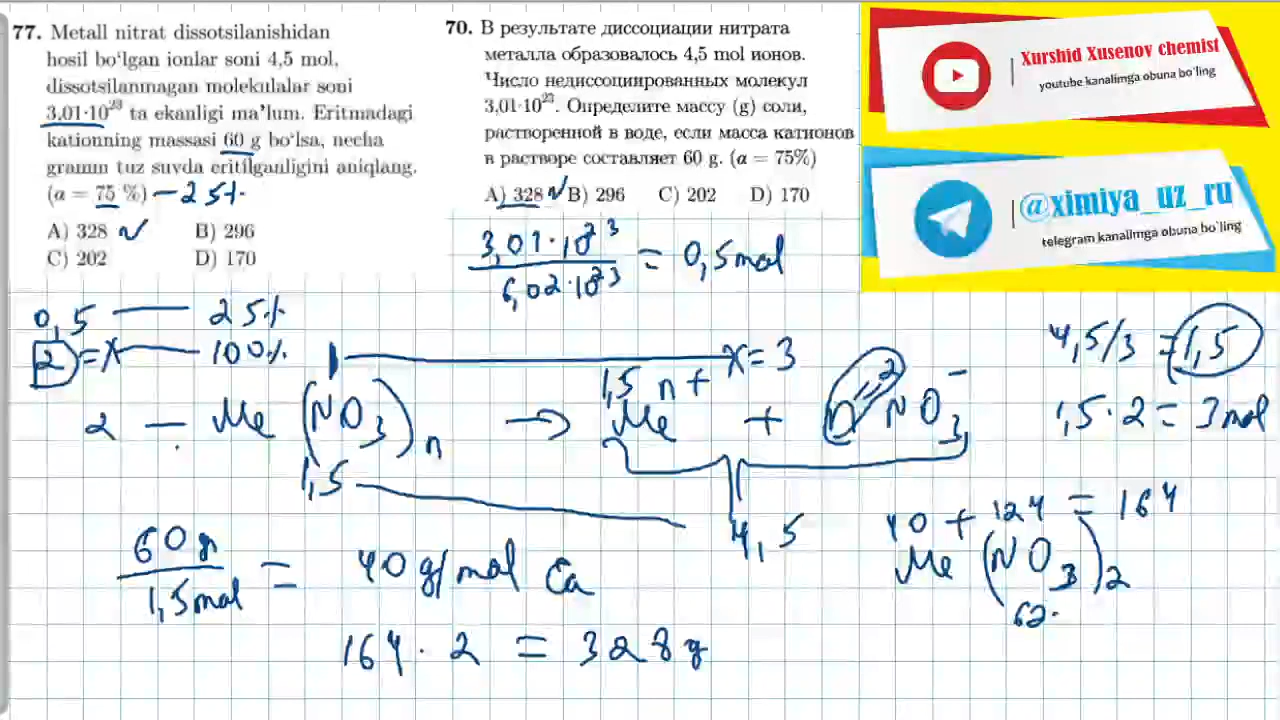 77. Metall nitrat dissotsilanishidan
hosil bo‘lgan ionlar soni 4,5 mol,
dissotsilanmagan molekulalar soni
3,01·10²³ ta ekanligi ma’lum. Eritmadagi
kationning massasi 60 g bo‘lsa, necha
gramm tuz suvda eritilganligini aniqlang.
(a = 75 %) – 25%
A) 328 B) 296
C) 202 D) 170
70. В результате диссоциации нитрата
металла образовалось 4,5 mol ионов.
Число недиссоциированных молекул
3,01·10²³. Определите массу (g) соли,
растворенной в воде, если масса катионов
в растворе составляет 60 g. (a = 75%)
A) 328 B) 296 C) 202 D) 170
Xurshid Xusenov chemist
youtube kanalimga obuna bo`ling
@ximiya_uz_ru
telegram kanalimga obuna bo`ling
3,01·10²³
6,02·10²³
= 0,5 mol
0,5 — 25%
2 = x — 100%
1 — x = 3
4,5/3 = 1,5
1,5·2 = 3 mol
1,5 n+
2 –
2 — Me (NO₃)n → Me + n NO₃
1,5
4,5
60 g
1,5 mol
= 40 g/mol Ca
40 + 124 = 164
Me (NO₃)₂
62·
164 · 2 = 328 g